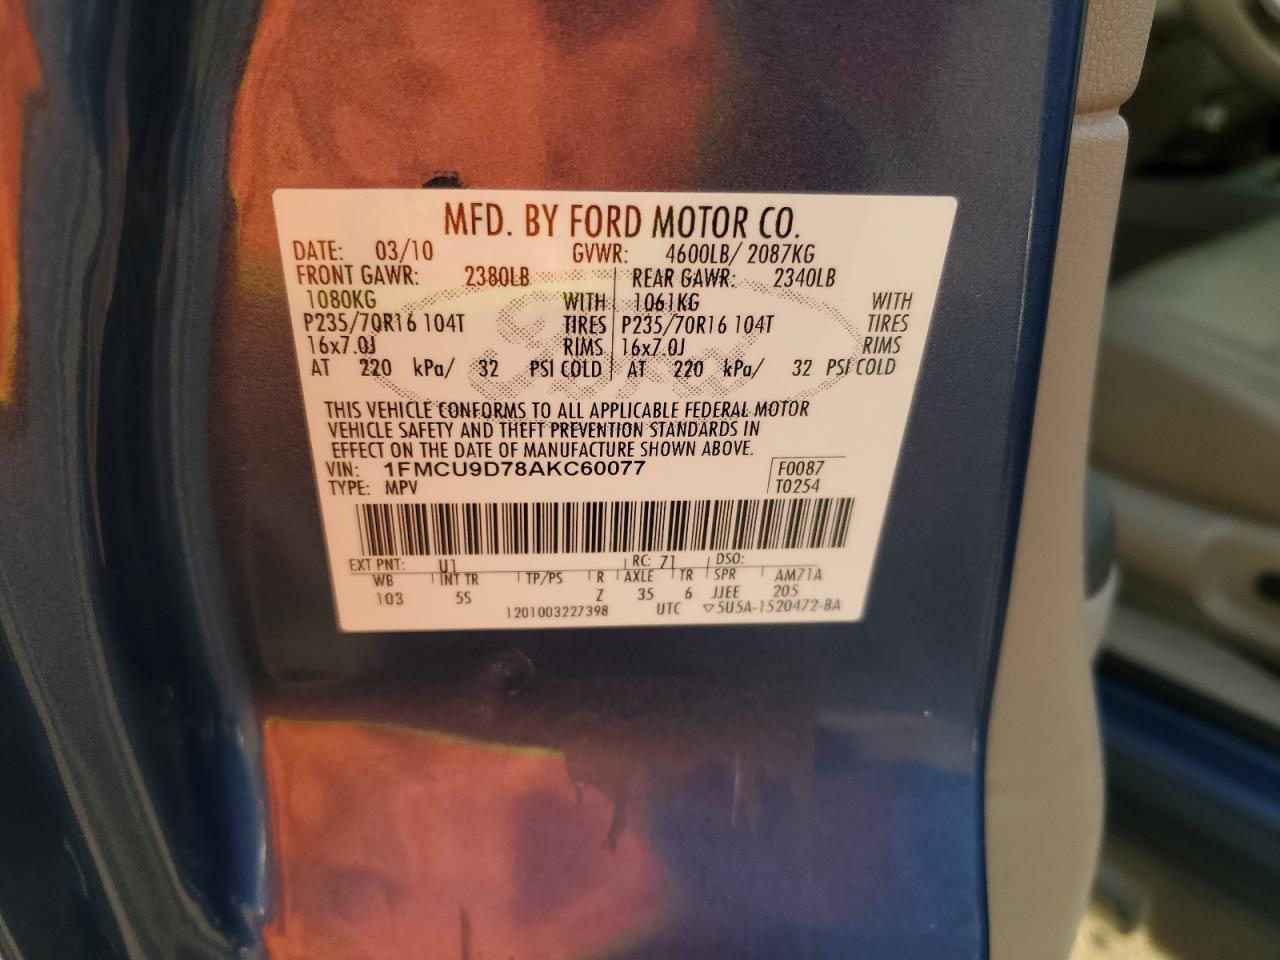 MFD. BY FORD MOTOR CO.
DATE: 03/10 GVWR: 4600LB/ 2087KG
FRONT GAWR: 2380LB REAR GAWR: 2340LB
1080KG WITH 1061KG WITH
P235/70R16 104T TIRES P235/70R16 104T TIRES
16x7.0J RIMS 16x7.0J RIMS
AT 220 kPa/ 32 PSI COLD AT 220 kPa/ 32 PSI COLD
Ford
THIS VEHICLE CONFORMS TO ALL APPLICABLE FEDERAL MOTOR
VEHICLE SAFETY AND THEFT PREVENTION STANDARDS IN
EFFECT ON THE DATE OF MANUFACTURE SHOWN ABOVE.
VIN: 1FMCU9D78AKC60077 F0087
TYPE: MPV T0254
EXT PNT: U1 RC: 71 DSO:
WB INT TR TP/PS R AXLE TR SPR AM71A
103 5S Z 35 6 JJEE 205
1201003227398 UTC ▽5U5A-1520472-BA